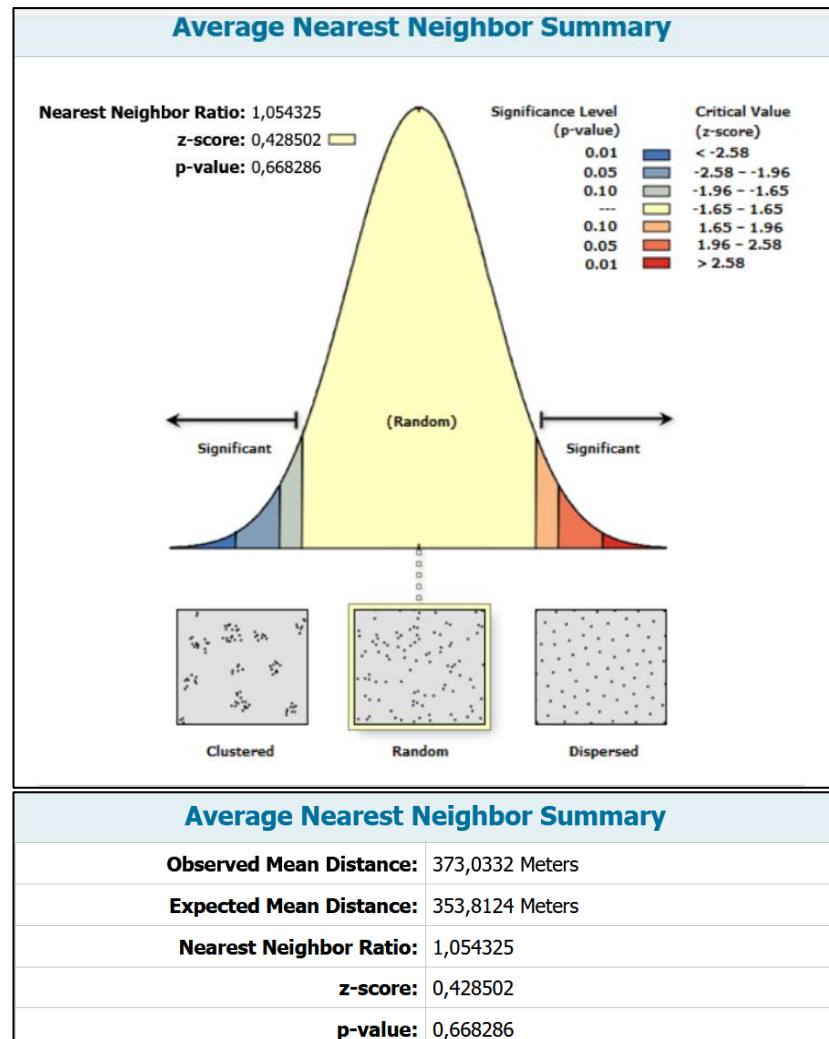 Average Nearest Neighbor Summary
Nearest Neighbor Ratio: 1,054325
z-score: 0,428502
p-value: 0,668286
Significance Level (p-value)
Critical Value (z-score)
0.01 < -2.58
0.05 -2.58 – -1.96
0.10 -1.96 – -1.65
--- -1.65 – 1.65
0.10 1.65 – 1.96
0.05 1.96 – 2.58
0.01 > 2.58
(Random)
Significant
Significant
Clustered
Random
Dispersed
Average Nearest Neighbor Summary
Observed Mean Distance: 373,0332 Meters
Expected Mean Distance: 353,8124 Meters
Nearest Neighbor Ratio: 1,054325
z-score: 0,428502
p-value: 0,668286